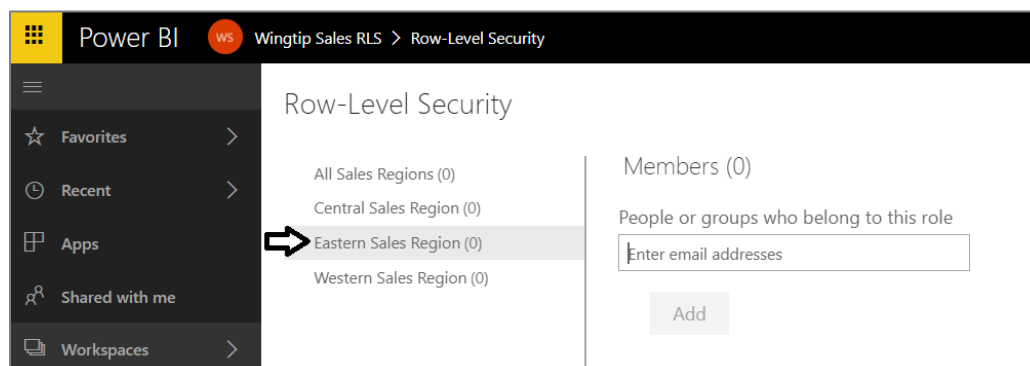 Power BI WS Wingtip Sales RLS > Row-Level Security
Row-Level Security
Favorites
Recent
Apps
Shared with me
Workspaces
All Sales Regions (0)
Central Sales Region (0)
Eastern Sales Region (0)
Western Sales Region (0)
Members (0)
People or groups who belong to this role
Enter email addresses
Add